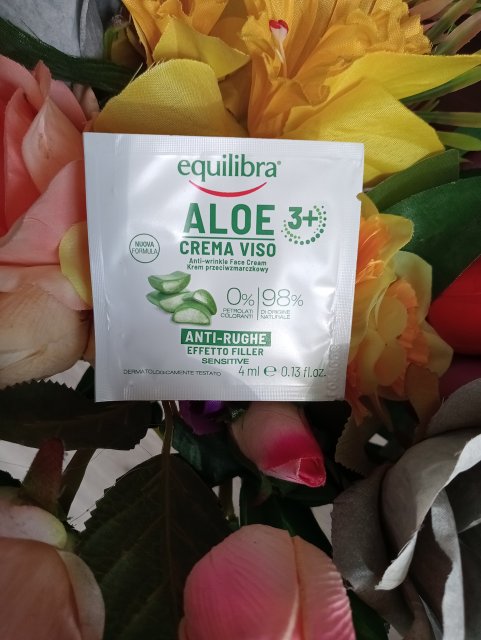 equilibra®
ALOE 3+
CREMA VISO
Anti-wrinkle Face Cream
Krem przeciwzmarszczkowy
NUOVA
FORMULA
0% PETROLATI COLORANTI
98% DI ORIGINE NATURALE
ANTI-RUGHE
EFFETTO FILLER
SENSITIVE
DERMATOLOGICAMENTE TESTATO
4 ml ℮ 0.13 fl.oz.